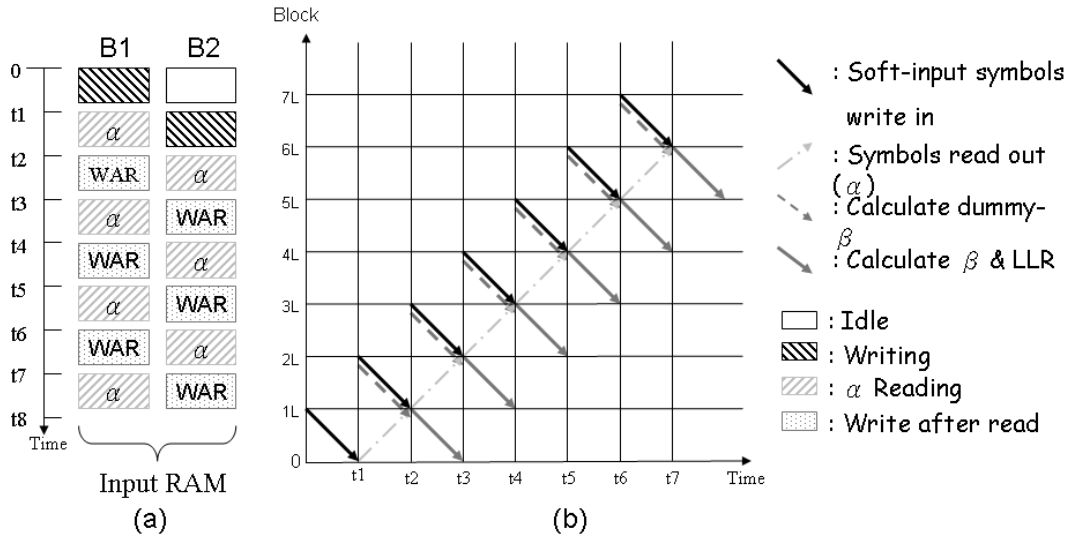 B1 B2
0
t1
α
t2
WAR α
t3
α WAR
t4
WAR α
t5
α WAR
t6
WAR α
t7
α WAR
t8
Time
Input RAM
(a)
Block
7L
6L
5L
4L
3L
2L
1L
0
t1 t2 t3 t4 t5 t6 t7 Time
(b)
: Soft-input symbols
write in
: Symbols read out
(α)
: Calculate dummy-
β
: Calculate β & LLR
: Idle
: Writing
: α Reading
: Write after read